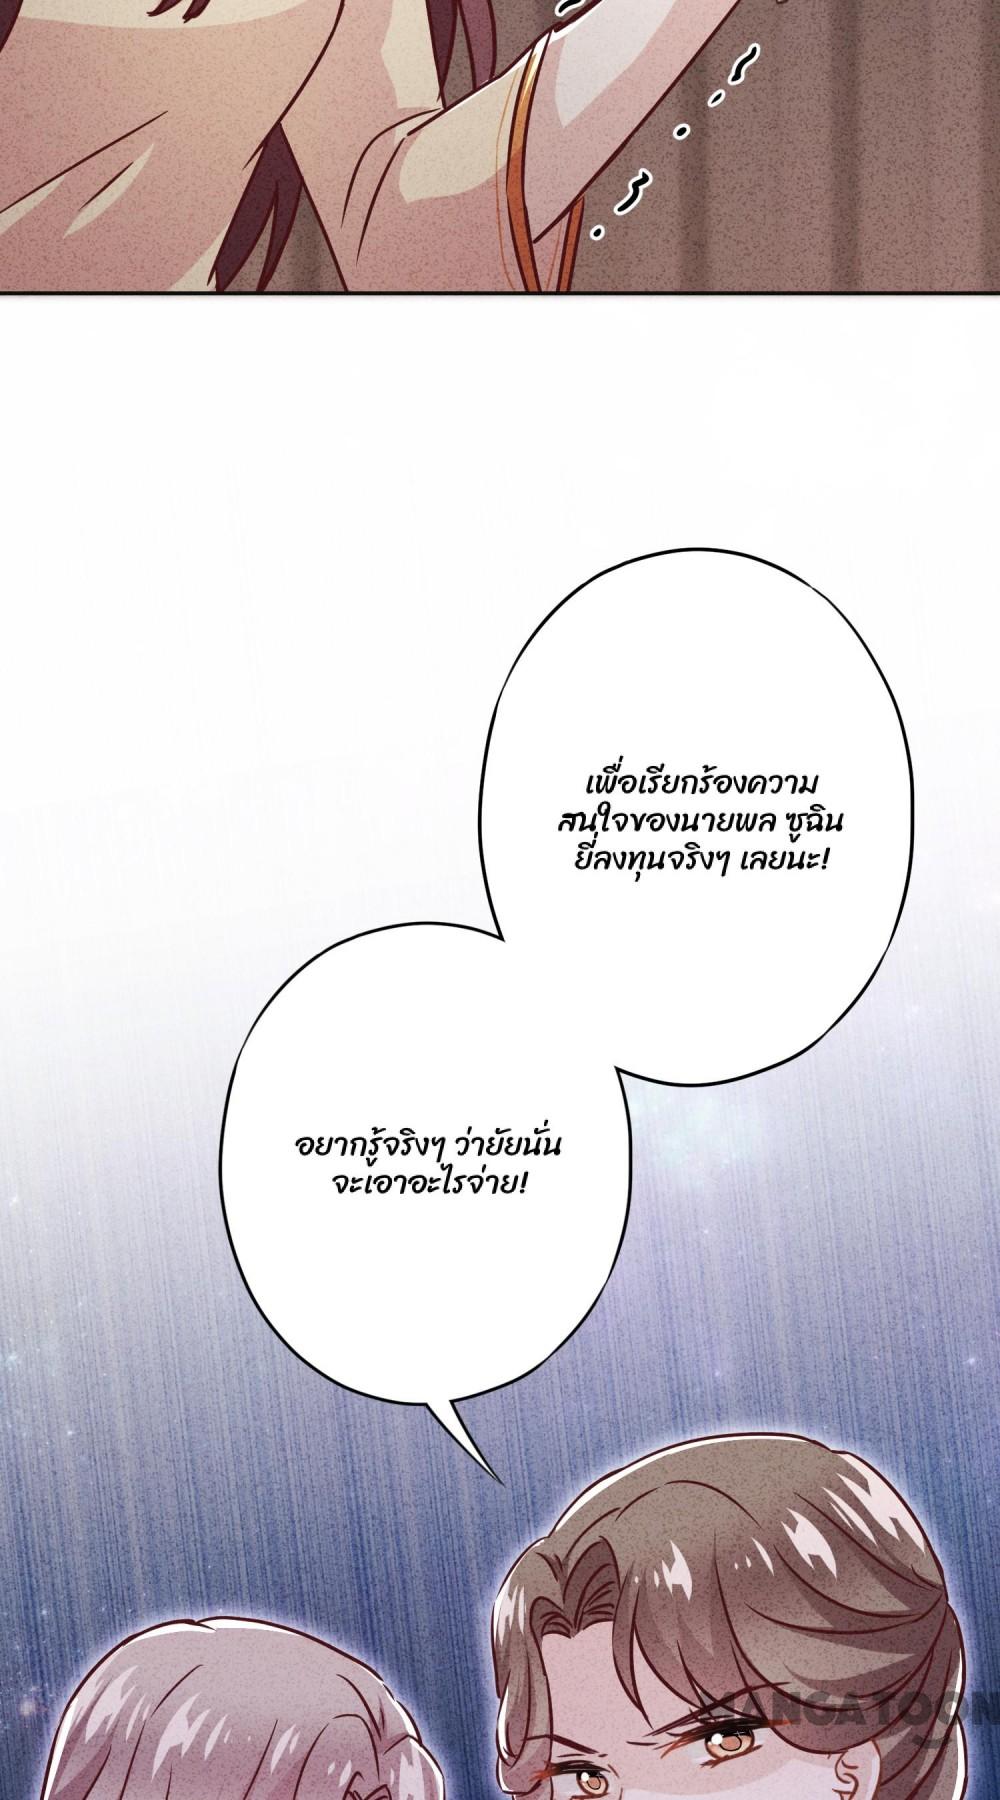 เพื่อเรียกร้องความ
สนใจของนายพล ซูฉิน
ยี่ลงทุนจริงๆ เลยนะ!
อยากรู้จริงๆ ว่ายัยนั่น
จะเอาอะไรจ่าย!
MANGATOON